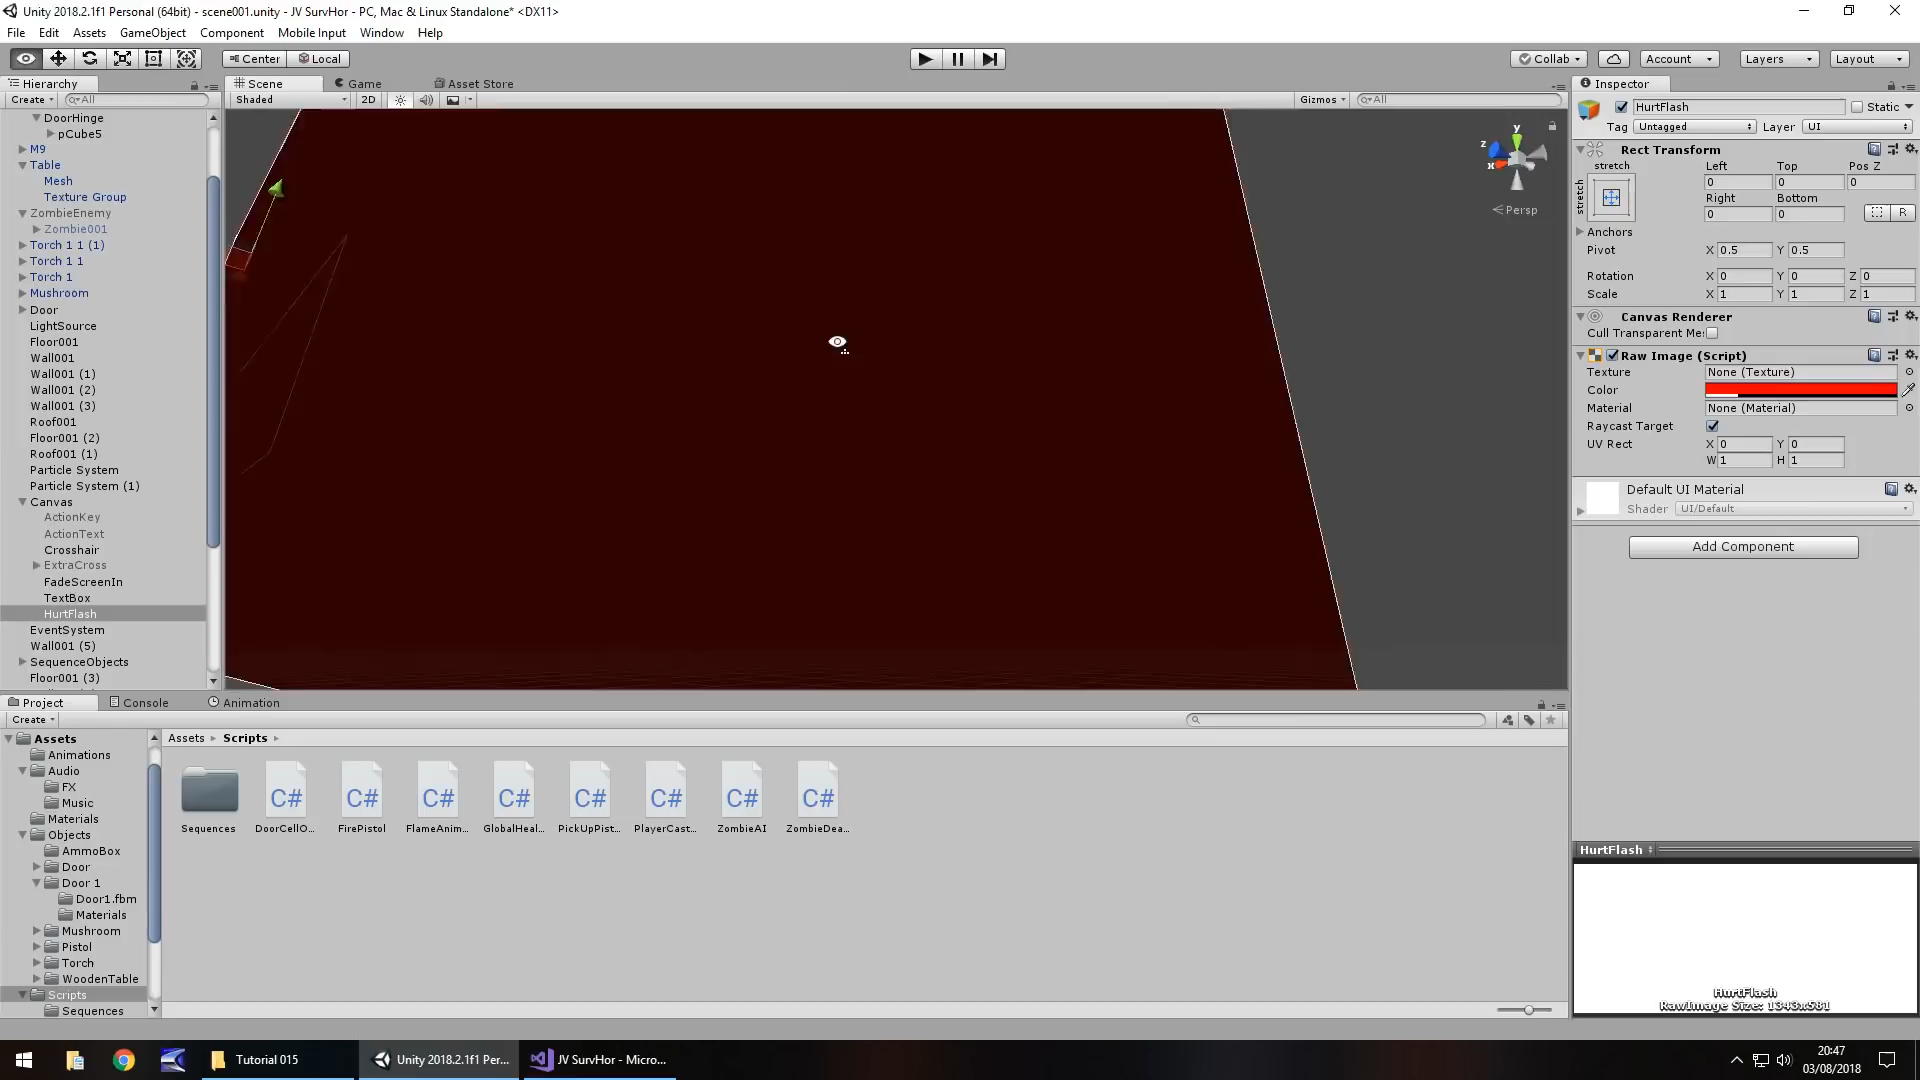 Unity 2018.2.1f1 Personal (64bit) - scene001.unity - JV SurvHor - PC, Mac & Linux Standalone* <DX11>
File Edit Assets GameObject Component Mobile Input Window Help
Center Local Collab Account Layers Layout
Hierarchy
Create All
DoorHinge
pCube5
M9
Table
Mesh
Texture Group
ZombieEnemy
Zombie001
Torch 1 1 (1)
Torch 1 1
Torch 1
Mushroom
Door
LightSource
Floor001
Wall001
Wall001 (1)
Wall001 (2)
Wall001 (3)
Roof001
Floor001 (2)
Roof001 (1)
Particle System
Particle System (1)
Canvas
ActionKey
ActionText
Crosshair
ExtraCross
FadeScreenIn
TextBox
HurtFlash
EventSystem
Wall001 (5)
SequenceObjects
Floor001 (3)
Scene Game Asset Store
Shaded 2D Gizmos All
y
z
x
Persp
Inspector
HurtFlash Static
Tag Untagged Layer UI
Rect Transform
stretch Left Top Pos Z
stretch
0 0 0
Right Bottom
0 0 R
Anchors
Pivot X 0.5 Y 0.5
Rotation X 0 Y 0 Z 0
Scale X 1 Y 1 Z 1
Canvas Renderer
Cull Transparent Mes
Raw Image (Script)
Texture None (Texture)
Color
Material None (Material)
Raycast Target
UV Rect X 0 Y 0
W 1 H 1
Default UI Material
Shader UI/Default
Add Component
HurtFlash
HurtFlash
RawImage Size: 1343x581
Project Console Animation
Create
Assets
Animations
Audio
FX
Music
Materials
Objects
AmmoBox
Door
Door 1
Door1.fbm
Materials
Mushroom
Pistol
Torch
WoodenTable
Scripts
Sequences
Assets Scripts
C# C# C# C# C# C# C# C#
Sequences DoorCellO... FirePistol FlameAnim... GlobalHeal... PickUpPist... PlayerCast... ZombieAI ZombieDea...
Tutorial 015 Unity 2018.2.1f1 Per... JV SurvHor - Micro...
20:47
03/08/2018